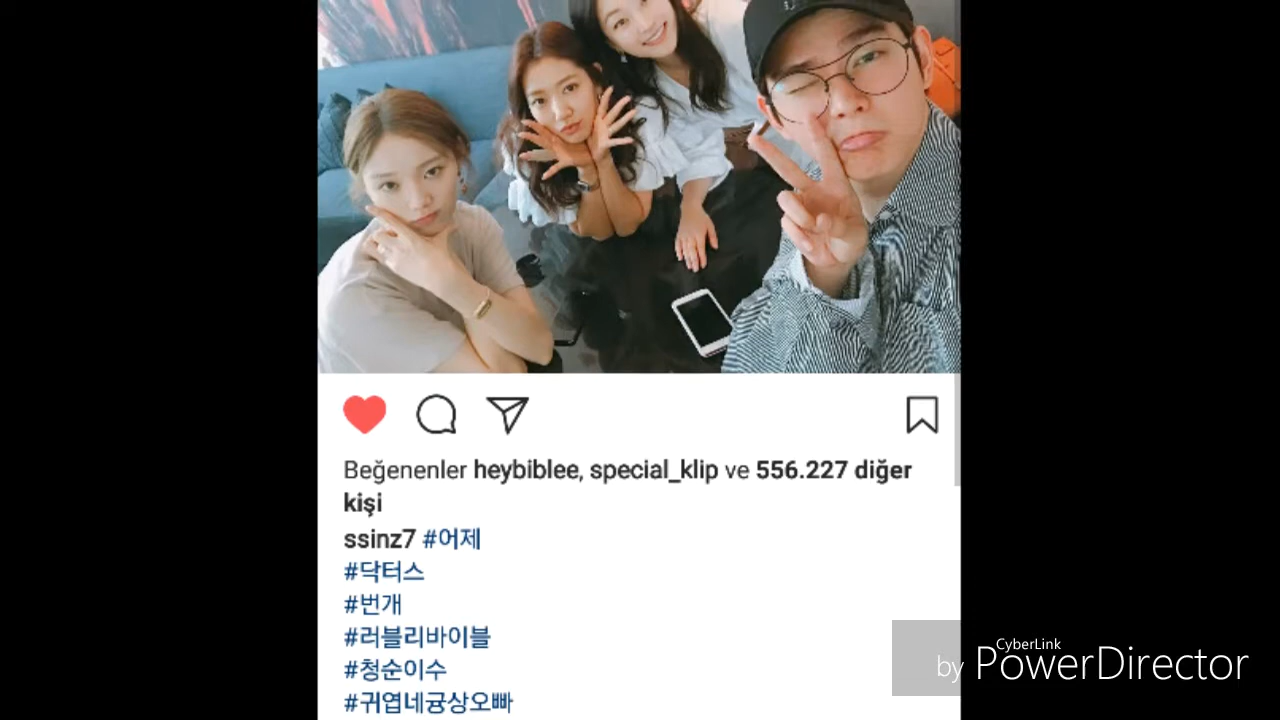 Beğenenler heybiblee, special_klip ve 556.227 diğer
kişi
ssinz7 #어제
#닥터스
#번개
#러블리바이블
#청순이수
#귀엽네긍상오빠
CyberLink
by PowerDirector